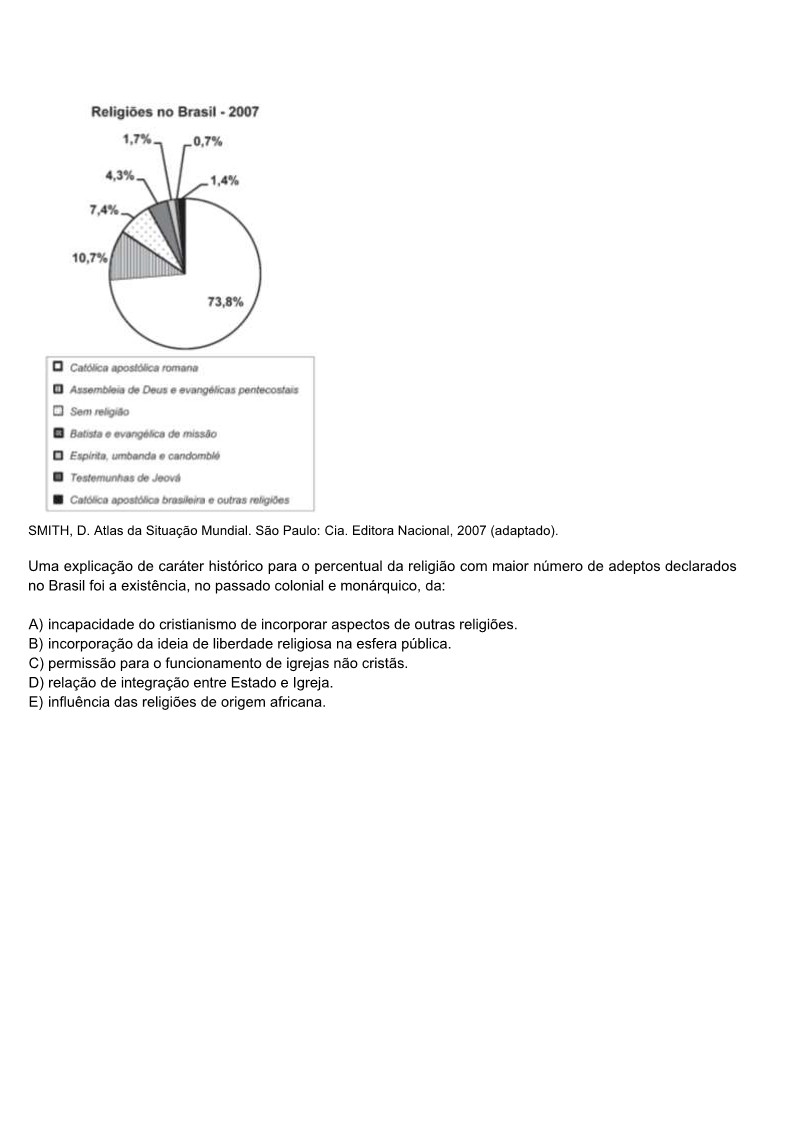 Religiões no Brasil - 2007
1,7%
0,7%
4,3%
1,4%
7,4%
10,7%
73,8%
Católica apostólica romana
Assembleia de Deus e evangélicas pentecostais
Sem religião
Batista e evangélica de missão
Espírita, umbanda e candomblé
Testemunhas de Jeová
Católica apostólica brasileira e outras religiões
SMITH, D. Atlas da Situação Mundial. São Paulo: Cia. Editora Nacional, 2007 (adaptado).
Uma explicação de caráter histórico para o percentual da religião com maior número de adeptos declarados
no Brasil foi a existência, no passado colonial e monárquico, da:
A) incapacidade do cristianismo de incorporar aspectos de outras religiões.
B) incorporação da ideia de liberdade religiosa na esfera pública.
C) permissão para o funcionamento de igrejas não cristãs.
D) relação de integração entre Estado e Igreja.
E) influência das religiões de origem africana.